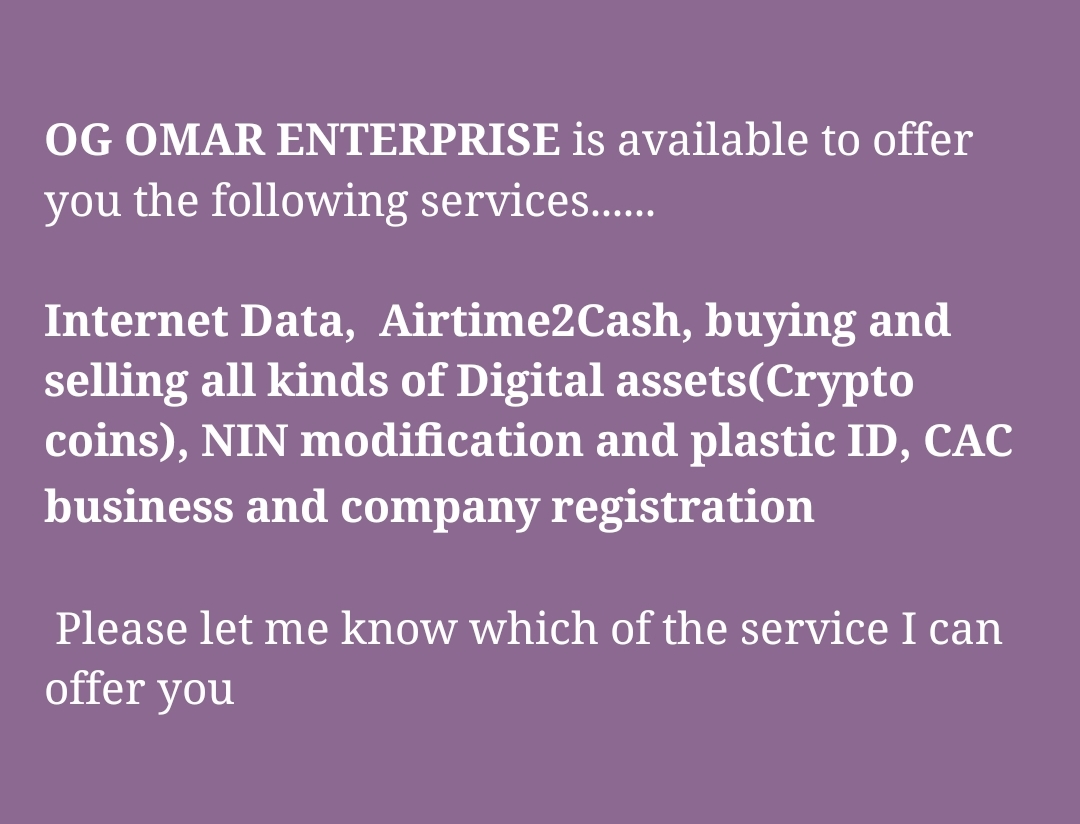 OG OMAR ENTERPRISE is available to offer
you the following services......
Internet Data,  Airtime2Cash, buying and
selling all kinds of Digital assets(Crypto
coins), NIN modification and plastic ID, CAC
business and company registration
Please let me know which of the service I can
offer you